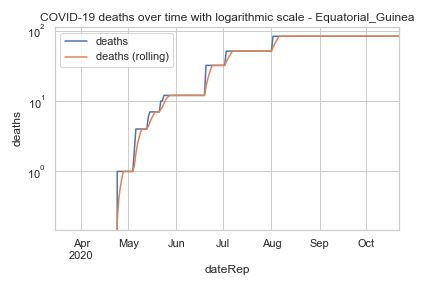 COVID-19 deaths over time with logarithmic scale - Equatorial_Guinea
10²
10¹
10⁰
deaths
deaths
deaths (rolling)
Apr May Jun Jul Aug Sep Oct
2020
dateRep